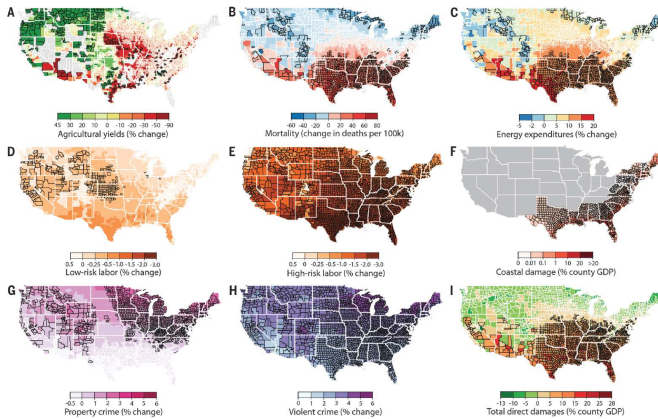 A
45 30 20 10 0 -10 -20 -30 -50 -90
Agricultural yields (% change)
B
-60 -40 -20 0 20 40 60 80
Mortality (change in deaths per 100k)
C
-5 -2 0 5 10 15 20
Energy expenditures (% change)
D
0.5 0 -0.25 -0.5 -1.0 -1.5 -2.0 -3.0
Low-risk labor (% change)
E
0.5 0 -0.25 -0.5 -1.0 -1.5 -2.0 -3.0
High-risk labor (% change)
F
0 0.01 0.1 1 10 20 >20
Coastal damage (% county GDP)
G
-0.5 0 1 2 3 4 5 6
Property crime (% change)
H
0 1 2 3 4 5 6
Violent crime (% change)
I
-13 -10 -5 0 5 10 15 20 28
Total direct damages (% county GDP)